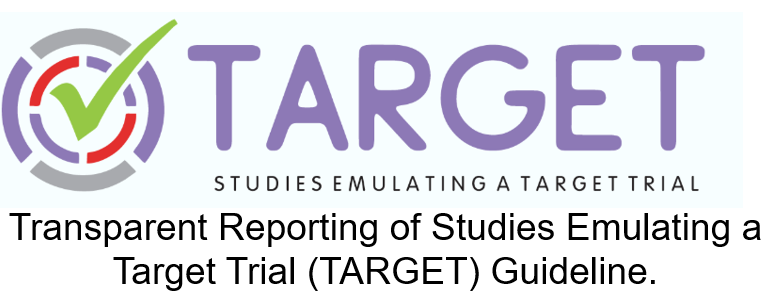 TARGET
STUDIES EMULATING A TARGET TRIAL
Transparent Reporting of Studies Emulating a
Target Trial (TARGET) Guideline.